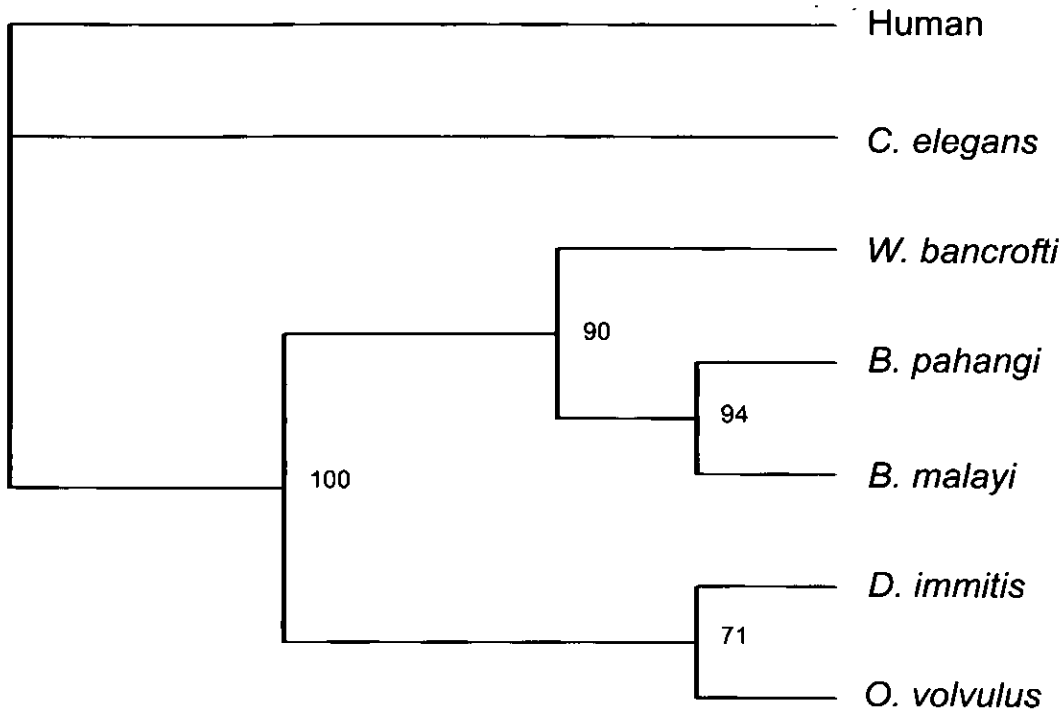 Human
C. elegans
W. bancrofti
90
B. pahangi
94
B. malayi
100
D. immitis
71
O. volvulus